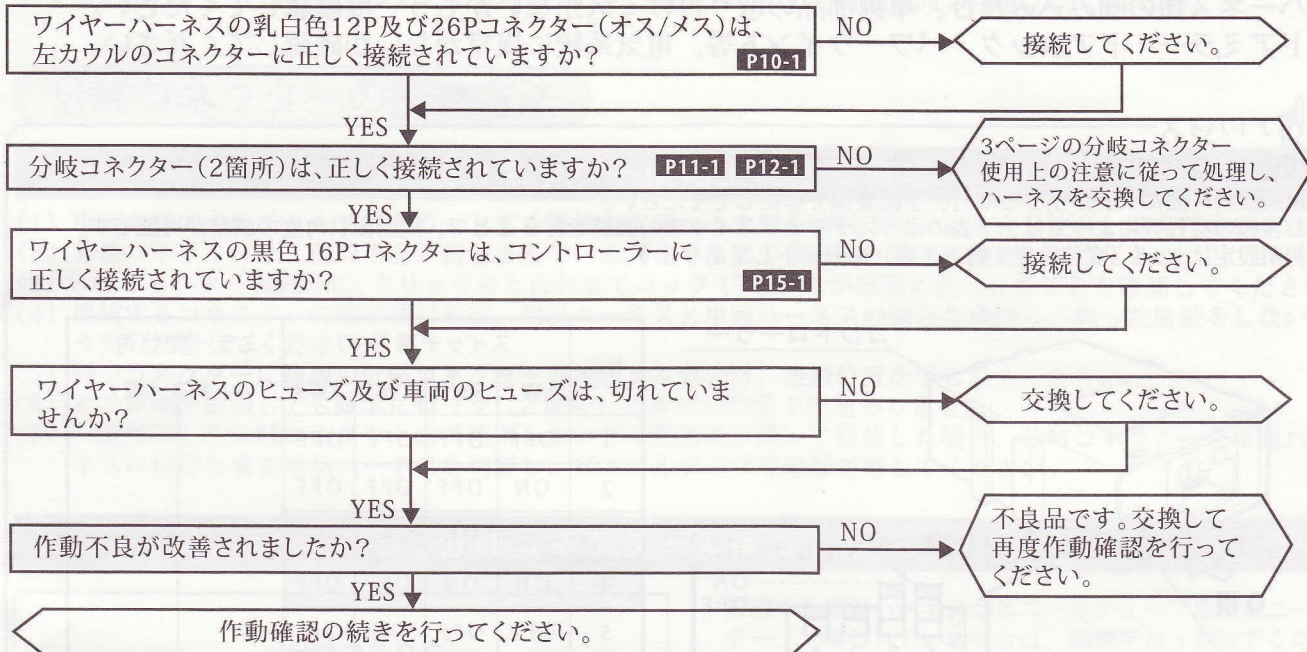 ワイヤーハーネスの乳白色12P及び26Pコネクター(オス/メス)は、
左カウルのコネクターに正しく接続されていますか?
P10-1
NO
接続してください。
YES
分岐コネクター(2箇所)は、正しく接続されていますか?
P11-1 P12-1
NO
3ページの分岐コネクター
使用上の注意に従って処理し、
ハーネスを交換してください。
YES
ワイヤーハーネスの黒色16Pコネクターは、コントローラーに
正しく接続されていますか?
P15-1
NO
接続してください。
YES
ワイヤーハーネスのヒューズ及び車両のヒューズは、切れていま
せんか?
NO
交換してください。
YES
作動不良が改善されましたか?
NO
不良品です。交換して
再度作動確認を行って
ください。
YES
作動確認の続きを行ってください。